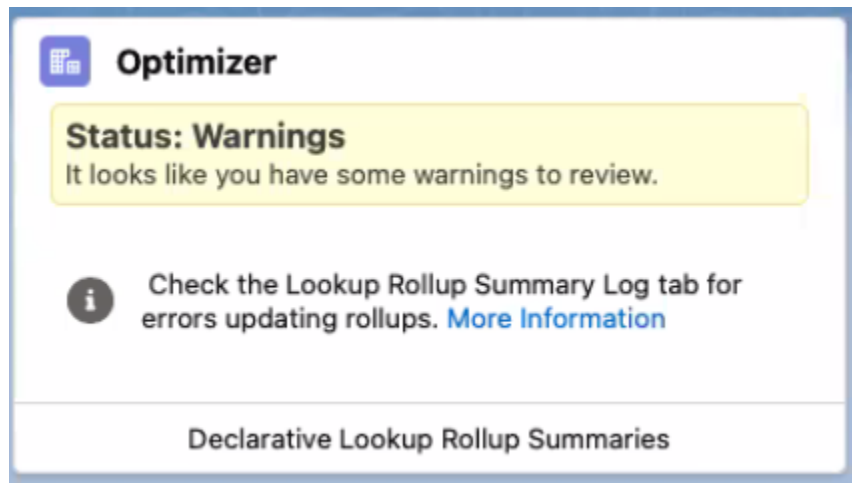 Optimizer
Status: Warnings
It looks like you have some warnings to review.
Check the Lookup Rollup Summary Log tab for
errors updating rollups. More Information
Declarative Lookup Rollup Summaries